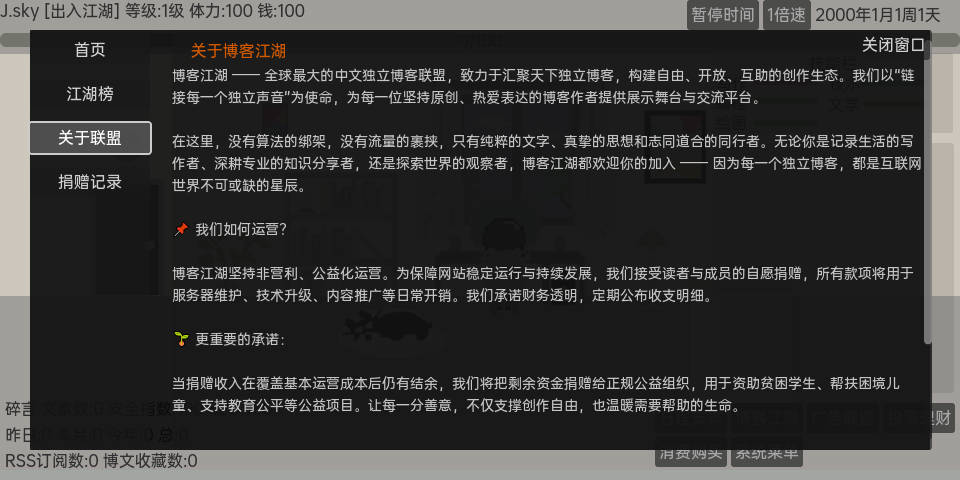 J.sky [出入江湖] 等级:1级 体力:100 钱:100
暂停时间 1倍速 2000年1月1周1天
关闭窗口
首页
江湖榜
关于联盟
捐赠记录
关于博客江湖
博客江湖 —— 全球最大的中文独立博客联盟，致力于汇聚天下独立博客，构建自由、开放、互助的创作生态。我们以“链
接每一个独立声音”为使命，为每一位坚持原创、热爱表达的博客作者提供展示舞台与交流平台。
在这里，没有算法的绑架，没有流量的裹挟，只有纯粹的文字、真挚的思想和志同道合的同行者。无论你是记录生活的写
作者、深耕专业的知识分享者，还是探索世界的观察者，博客江湖都欢迎你的加入 —— 因为每一个独立博客，都是互联网
世界不可或缺的星辰。
📌 我们如何运营？
博客江湖坚持非营利、公益化运营。为保障网站稳定运行与持续发展，我们接受读者与成员的自愿捐赠，所有款项将用于
服务器维护、技术升级、内容推广等日常开销。我们承诺财务透明，定期公布收支明细。
🌱 更重要的承诺：
当捐赠收入在覆盖基本运营成本后仍有结余，我们将把剩余资金捐赠给正规公益组织，用于资助贫困学生、帮扶困境儿
童、支持教育公平等公益项目。让每一分善意，不仅支撑创作自由，也温暖需要帮助的生命。
碎言
昨日
理财
RSS订阅数:0 博文收藏数:0
消费购买 系统菜单